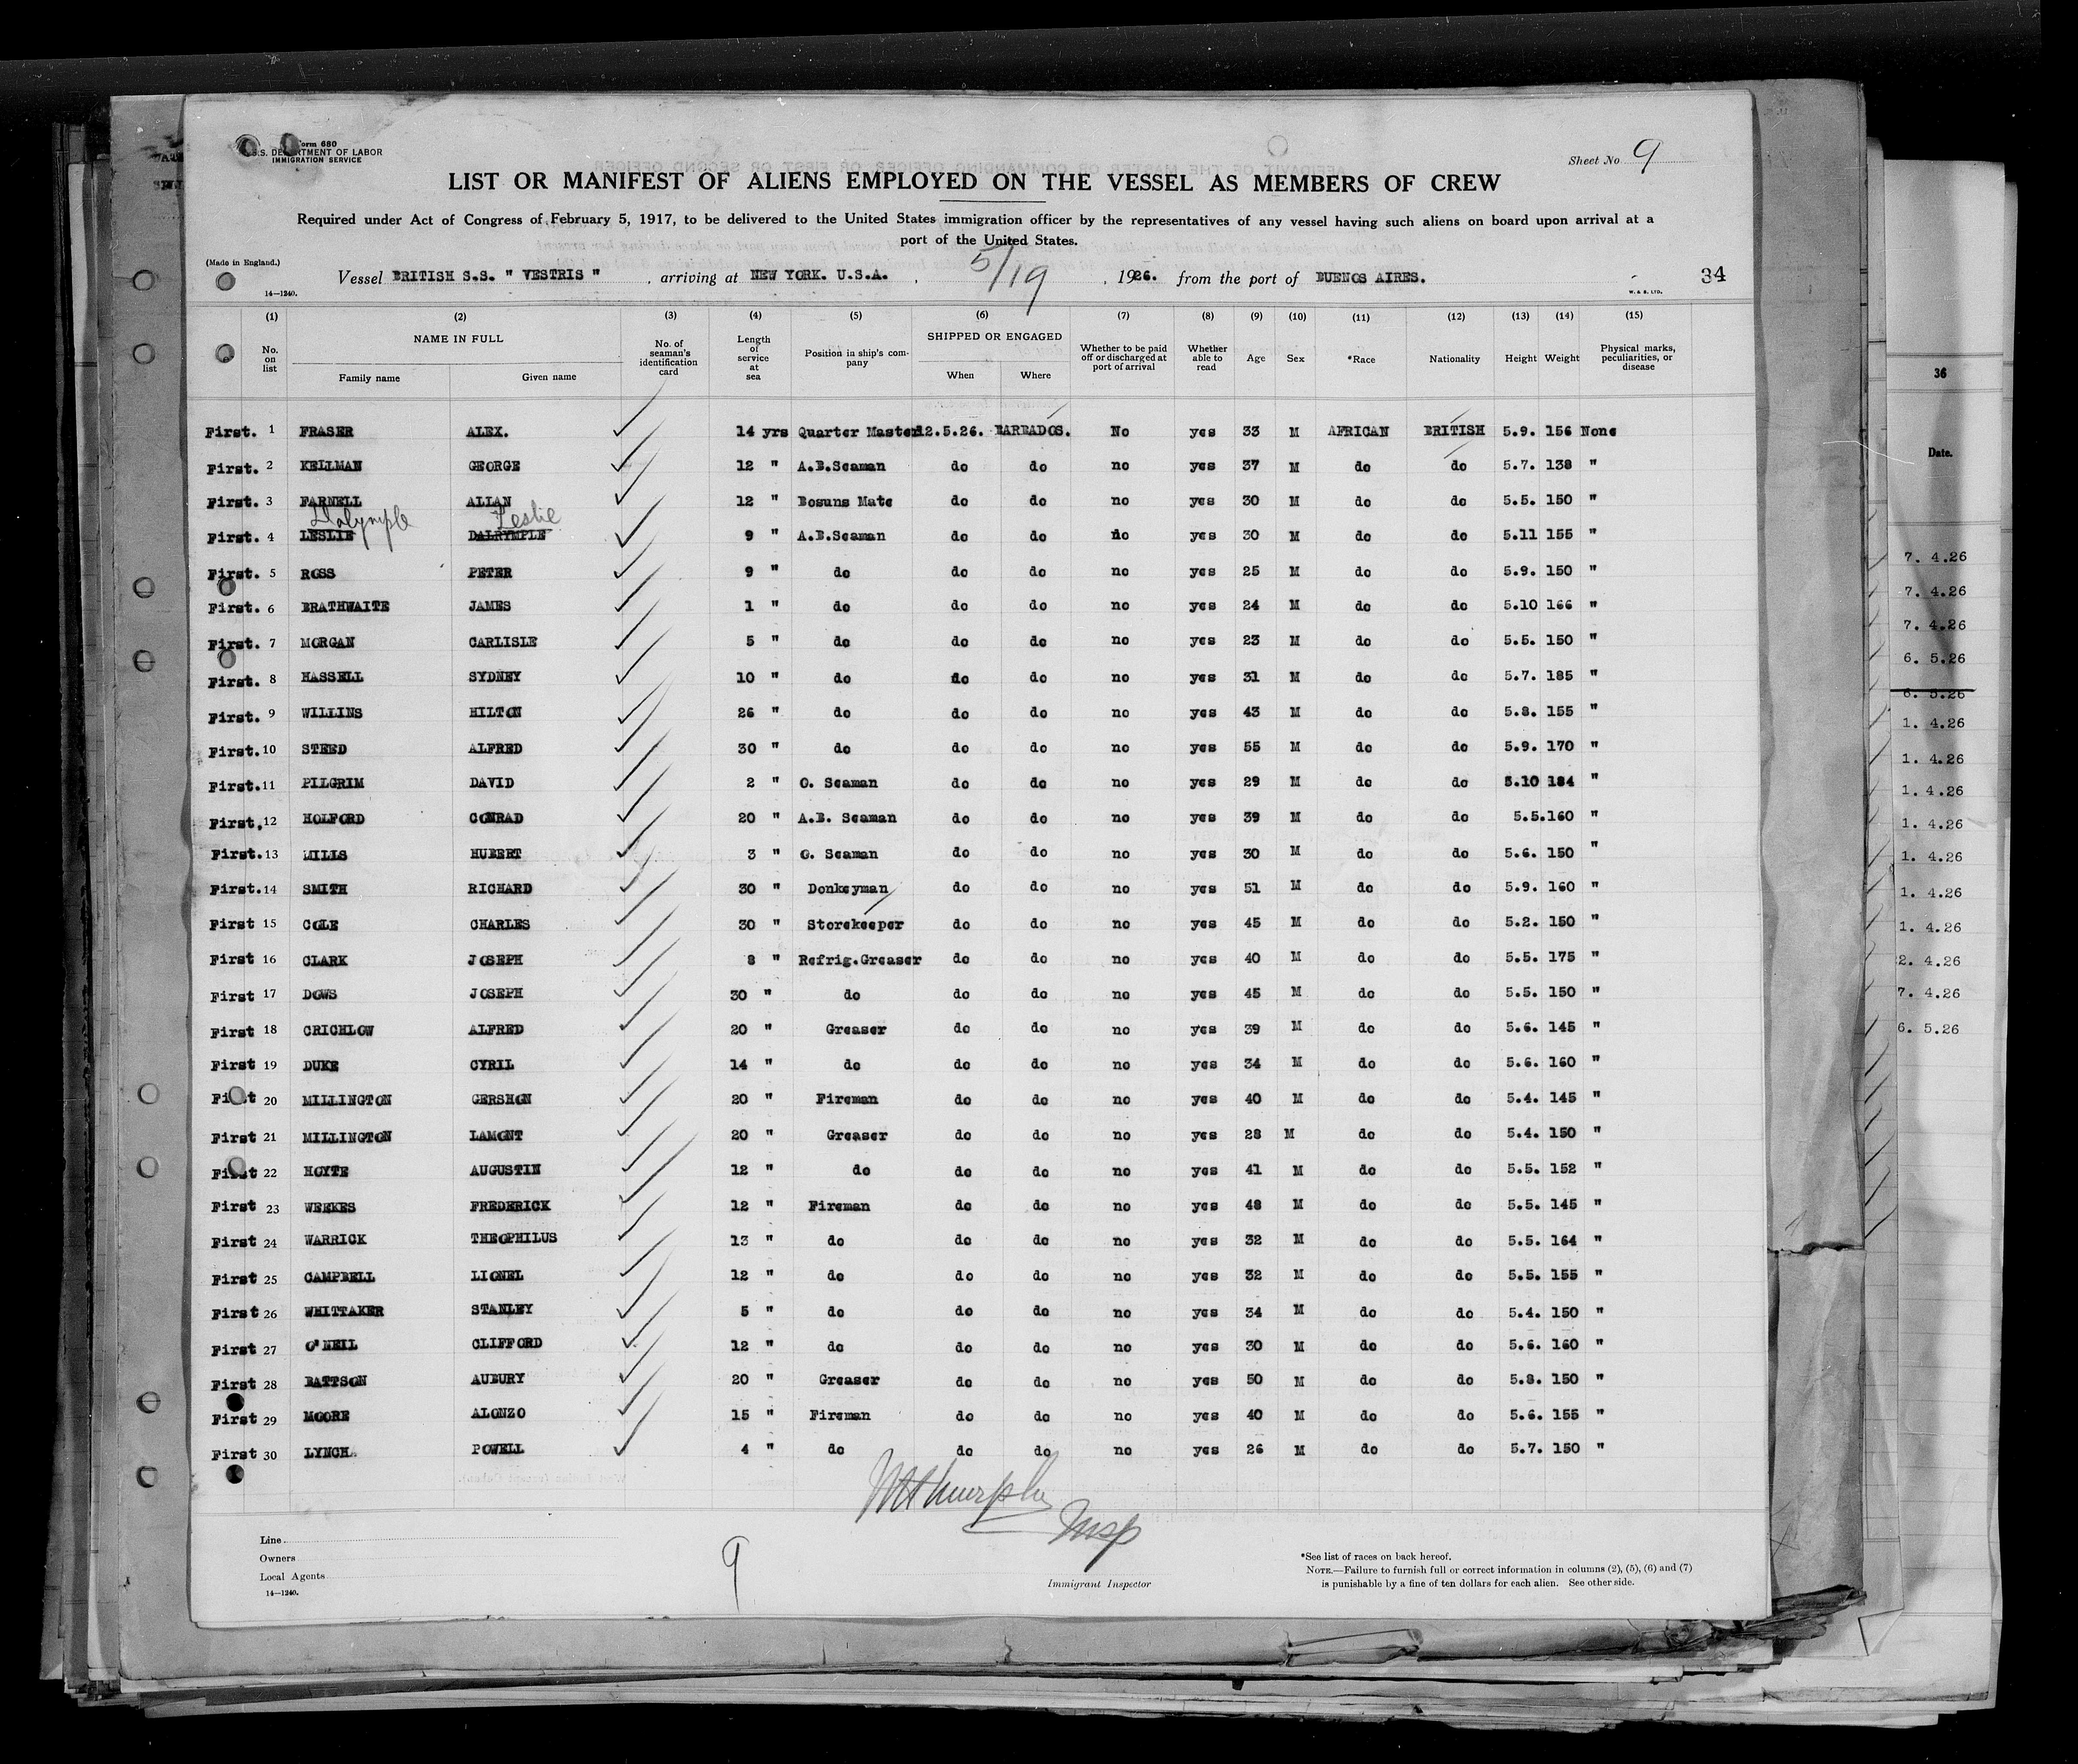 Form 680
U.S. DEPARTMENT OF LABOR
IMMIGRATION SERVICE
Sheet No. 9
LIST OR MANIFEST OF ALIENS EMPLOYED ON THE VESSEL AS MEMBERS OF CREW
Required under Act of Congress of February 5, 1917, to be delivered to the United States immigration officer by the representatives of any vessel having such aliens on board upon arrival at a
port of the United States.
(Made in England.)
Vessel BRITISH S.S. " VESTRIS " , arriving at NEW YORK. U.S.A. , 5/19 , 1926. from the port of BUENOS AIRES. 34
14—1240. W. & S. LTD.
(1) (2) (3) (4) (5) (6) (7) (8) (9) (10) (11) (12) (13) (14) (15)
No. on list NAME IN FULL Family name Given name No. of seaman's identification card Length of service at sea Position in ship's company SHIPPED OR ENGAGED When Where Whether to be paid off or discharged at port of arrival Whether able to read Age Sex *Race Nationality Height Weight Physical marks, peculiarities, or disease
First. 1 FRASER ALEX. 14 yrs Quarter Master 12.5.26. BARBADOS. No yes 33 M AFRICAN BRITISH 5.9. 156 None
First. 2 KELLMAN GEORGE 12 " A.B.Seaman do do no yes 37 M do do 5.7. 138 "
First. 3 FARNELL ALLAN 12 " Bosuns Mate do do no yes 30 M do do 5.5. 150 "
Dalrymple Leslie
First. 4 LESLIE DALRYMPLE 9 " A.B.Seaman do do no yes 30 M do do 5.11 155 "
First. 5 ROSS PETER 9 " do do do no yes 25 M do do 5.9. 150 "
First. 6 BRATHWAITE JAMES 1 " do do do no yes 24 M do do 5.10 166 "
First. 7 MORGAN CARLISLE 5 " do do do no yes 23 M do do 5.5. 150 "
First. 8 HASSELL SYDNEY 10 " do do do no yes 31 M do do 5.7. 185 "
First. 9 WILLINS HILTON 26 " do do do no yes 43 M do do 5.8. 155 "
First. 10 STEED ALFRED 30 " do do do no yes 55 M do do 5.9. 170 "
First. 11 PILGRIM DAVID 2 " O. Seaman do do no yes 29 M do do 5.10 184 "
First. 12 HOLFORD CONRAD 20 " A.B. Seaman do do no yes 39 M do do 5.5. 160 "
First. 13 MILLS HUBERT 3 " O. Seaman do do no yes 30 M do do 5.6. 150 "
First. 14 SMITH RICHARD 30 " Donkeyman do do no yes 51 M do do 5.9. 160 "
First 15 COLE CHARLES 30 " Storekeeper do do no yes 45 M do do 5.2. 150 "
First 16 CLARK JOSEPH 8 " Refrig.Greaser do do no yes 40 M do do 5.5. 175 "
First 17 DOWS JOSEPH 30 " do do do no yes 45 M do do 5.5. 150 "
First 18 CRICHLOW ALFRED 20 " Greaser do do no yes 39 M do do 5.6. 145 "
First 19 DUKE CYRIL 14 " do do do no yes 34 M do do 5.6. 160 "
First 20 MILLINGTON GERSHON 20 " Fireman do do no yes 40 M do do 5.4. 145 "
First 21 MILLINGTON LAMONT 20 " Greaser do do no yes 28 M do do 5.4. 150 "
First 22 HOYTE AUGUSTIN 12 " do do do no yes 41 M do do 5.5. 152 "
First 23 WEEKES FREDERICK 12 " Fireman do do no yes 48 M do do 5.5. 145 "
First 24 WARRICK THEOPHILUS 13 " do do do no yes 32 M do do 5.5. 164 "
First 25 CAMPBELL LIONEL 12 " do do do no yes 32 M do do 5.5. 155 "
First 26 WHITTAKER STANLEY 5 " do do do no yes 34 M do do 5.4. 150 "
First 27 O'NEIL CLIFFORD 12 " do do do no yes 30 M do do 5.6. 160 "
First 28 BATTSON AUBURY 20 " Greaser do do no yes 50 M do do 5.8. 150 "
First 29 MOORE ALONZO 15 " Fireman do do no yes 40 M do do 5.6. 155 "
First 30 LYNCH. POWELL 4 " do do do no yes 26 M do do 5.7. 150 "
Murphy
Insp
Line
Owners
Local Agents
14—1240.
9
Immigrant Inspector
*See list of races on back hereof.
NOTE.—Failure to furnish full or correct information in columns (2), (5), (6) and (7)
is punishable by a fine of ten dollars for each alien. See other side.
36
Date.
7. 4.26
7. 4.26
7. 4.26
6. 5.26
6. 5.26
1. 4.26
1. 4.26
1. 4.26
1. 4.26
1. 4.26
1. 4.26
1. 4.26
2. 4.26
7. 4.26
6. 5.26